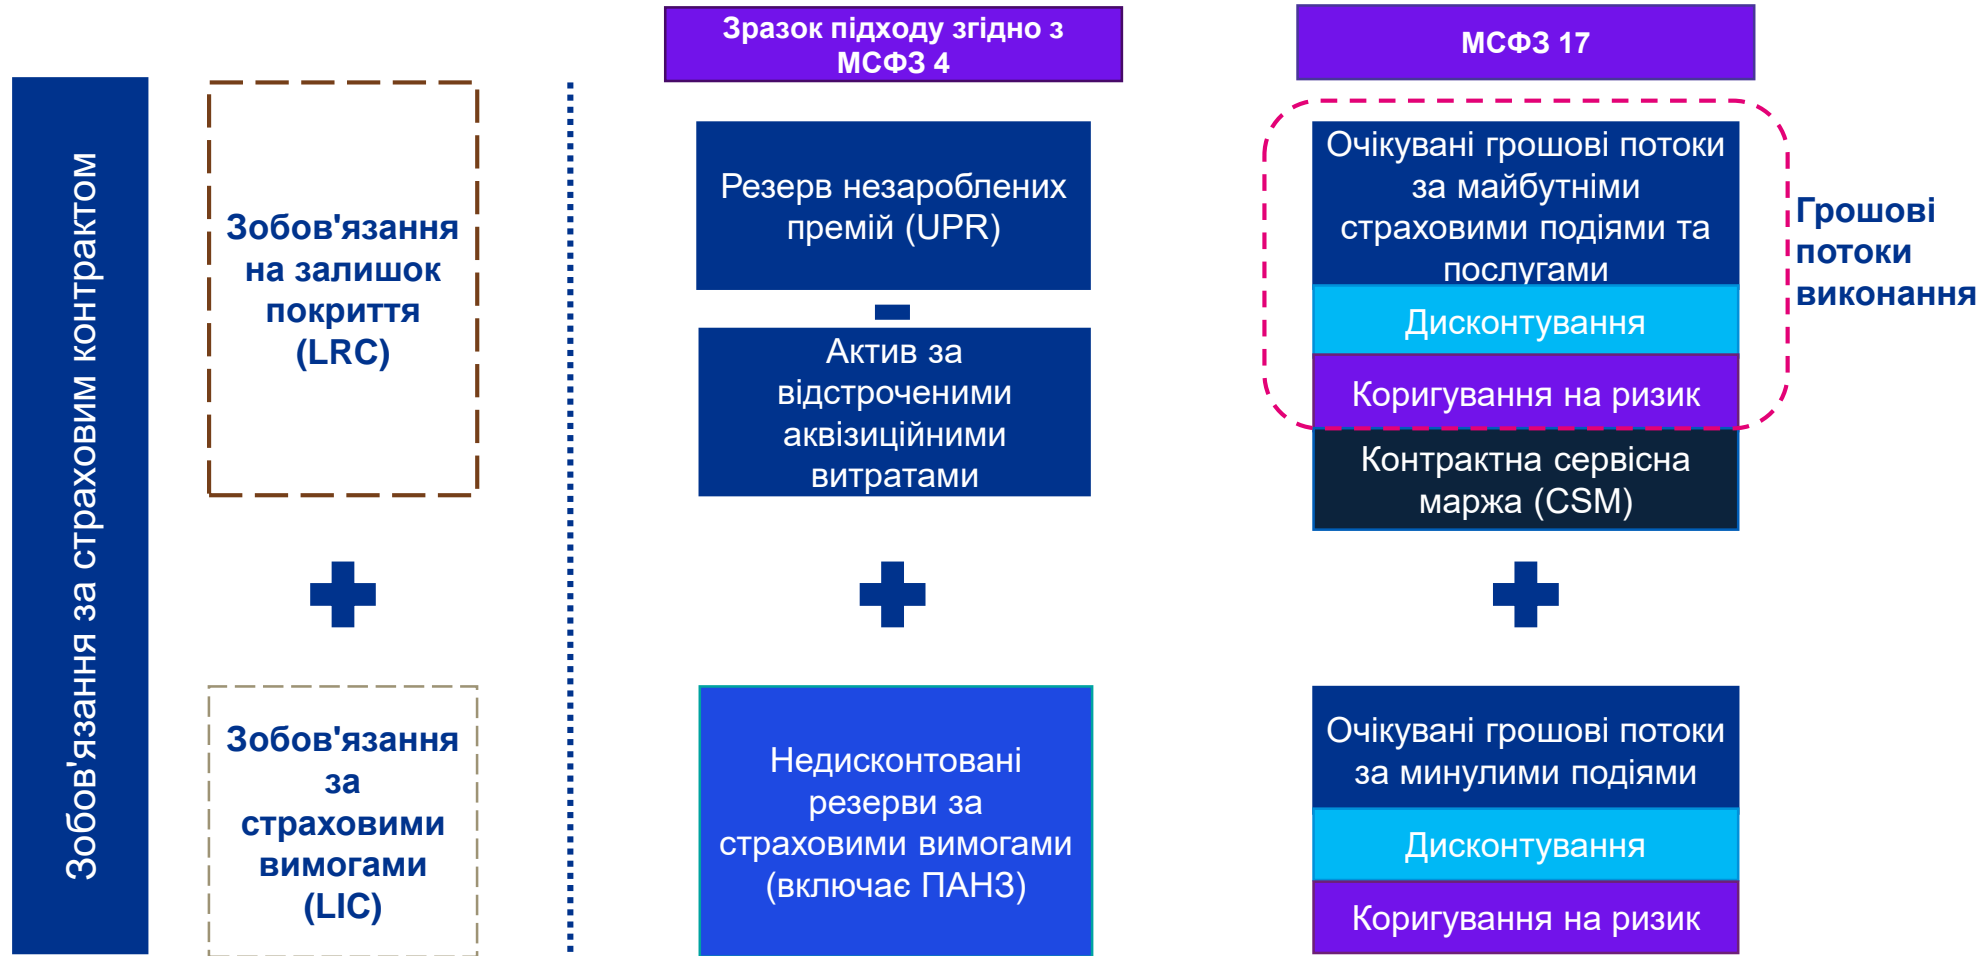 Зразок підходу згідно з
МСФЗ 4
МСФЗ 17
Зобов'язання за страховим контрактом
Зобов'язання
на залишок
покриття
(LRC)
Резерв незароблених
премій (UPR)
Актив за
відстроченими
аквізиційними
витратами
Очікувані грошові потоки
за майбутніми
страховими подіями та
послугами
Дисконтування
Коригування на ризик
Контрактна сервісна
маржа (CSM)
Грошові
потоки
виконання
Зобов'язання
за
страховими
вимогами
(LIC)
Недисконтовані
резерви за
страховими вимогами
(включає ПАНЗ)
Очікувані грошові потоки
за минулими подіями
Дисконтування
Коригування на ризик